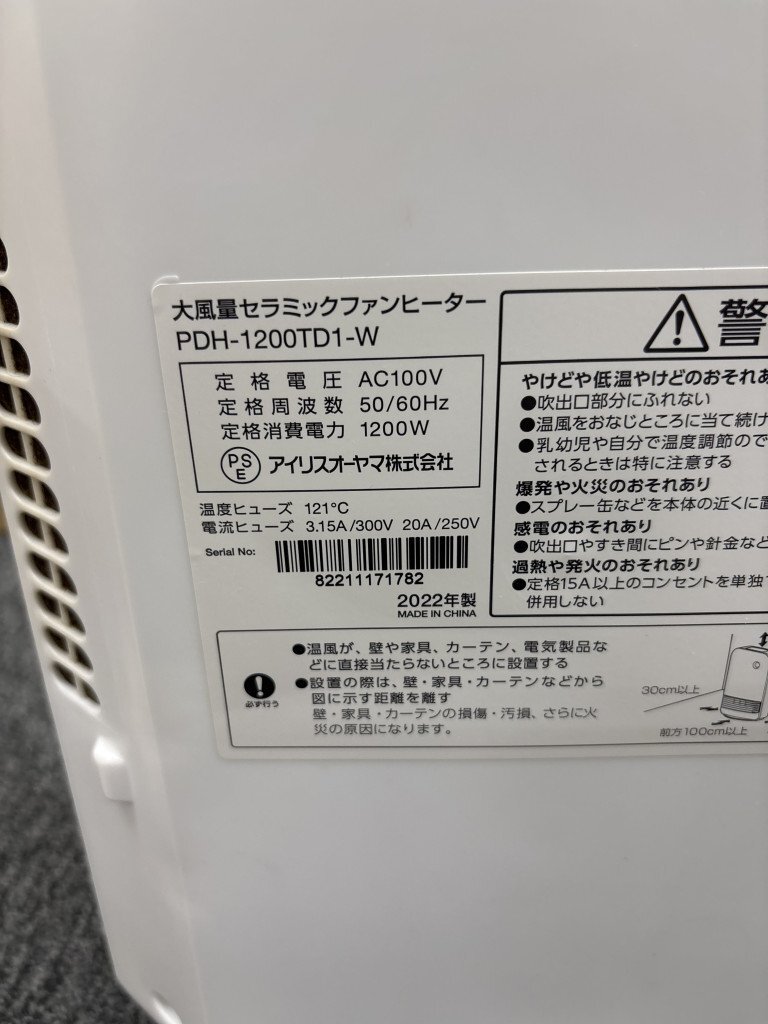 大風量セラミックファンヒーター
PDH-1200TD1-W
定格電圧 AC100V
定格周波数 50/60Hz
定格消費電力 1200W
PSE アイリスオーヤマ株式会社
温度ヒューズ 121°C
電流ヒューズ 3.15A/300V 20A/250V
Serial No:
82211171782
2022年製
MADE IN CHINA
警
やけどや低温やけどのおそれあ
●吹出口部分にふれない
●温風をおなじところに当て続け
●乳幼児や自分で温度調節ので
されるときは特に注意する
爆発や火災のおそれあり
●スプレー缶などを本体の近くに置
感電のおそれあり
●吹出口やすき間にピンや針金など
過熱や発火のおそれあり
●定格15A以上のコンセントを単独
併用しない
必ず行う
●温風が、壁や家具、カーテン、電気製品な
どに直接当たらないところに設置する
●設置の際は、壁・家具・カーテンなどから
図に示す距離を離す
壁・家具・カーテンの損傷・汚損、さらに火
災の原因になります。
30cm以上
前方100cm以上